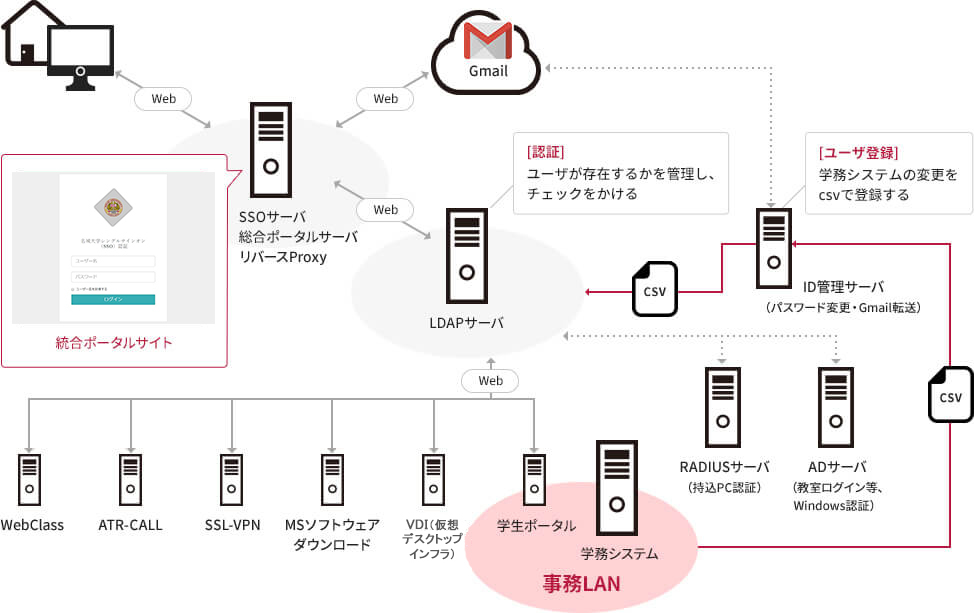 Web
Web
Gmail
[認証]
ユーザが存在するかを管理し、
チェックをかける
[ユーザ登録]
学務システムの変更を
csvで登録する
ユーザー名
パスワード
ログイン
統合ポータルサイト
SSOサーバ
総合ポータルサーバ
リバースProxy
Web
LDAPサーバ
CSV
ID管理サーバ
（パスワード変更・Gmail転送）
CSV
Web
RADIUSサーバ
（持込PC認証）
ADサーバ
（教室ログイン等、
Windows認証）
WebClass
ATR-CALL
SSL-VPN
MSソフトウェア
ダウンロード
VDI（仮想
デスクトップ
インフラ）
学生ポータル
学務システム
事務LAN